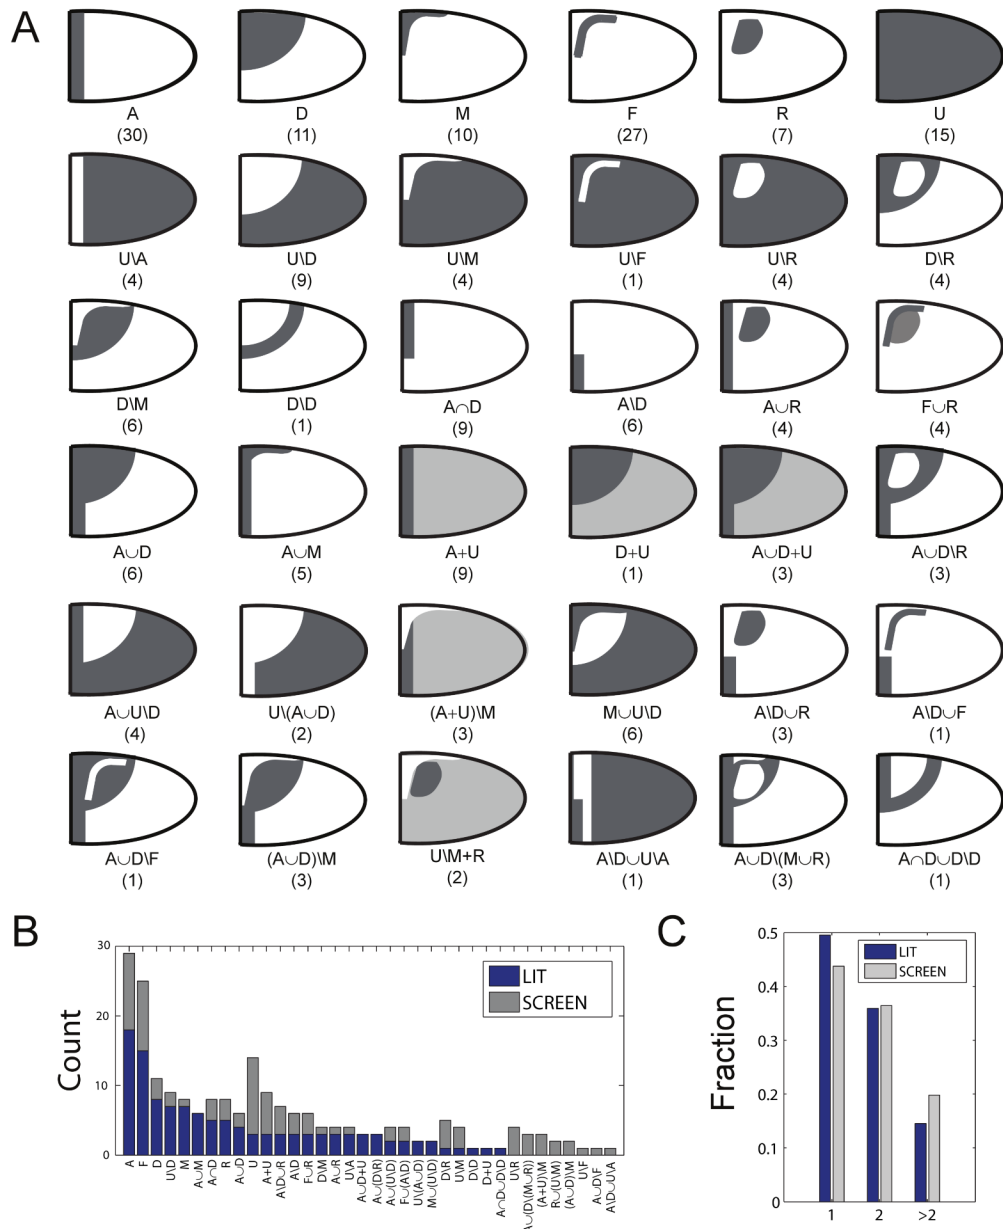 A
A D M F R U
(30) (11) (10) (27) (7) (15)
U\A U\D U\M U\F U\R D\R
(4) (9) (4) (1) (4) (4)
D\M D\D A∩D A\D A∪R F∪R
(6) (1) (9) (6) (4) (4)
A∪D A∪M A+U D+U A∪D+U A∪D\R
(6) (5) (9) (1) (3) (3)
A∪U\D U\(A∪D) (A+U)\M M∪U\D A\D∪R A\D∪F
(4) (2) (3) (6) (3) (1)
A∪D\F (A∪D)\M U\M+R A\D∪U\A A∪D\(M∪R) A∩D∪D\D
(1) (3) (2) (1) (3) (1)
B
30
20
10
0
Count
LIT
SCREEN
A
F
D
U\D
M
A∪M
A∩D
R
A∪D
U
A+U
A\D∪R
A\D
F∪R
D\M
A∪R
U\A
A∪D+U
A∪(D\R)
A∪(U\D)
F∪(A\D)
U\(A∪D)
M∪(U\D)
D\R
U\M
D\D
D+U
A∩D∪D\D
U\R
A∪(D\(M∪R))
(A+U)\M
R∪(U\M)
(A∪D)\M
U\F
A∪D\F
A\D∪U\A
C
0.5
0.4
0.3
0.2
0.1
0
Fraction
LIT
SCREEN
1 2 >2